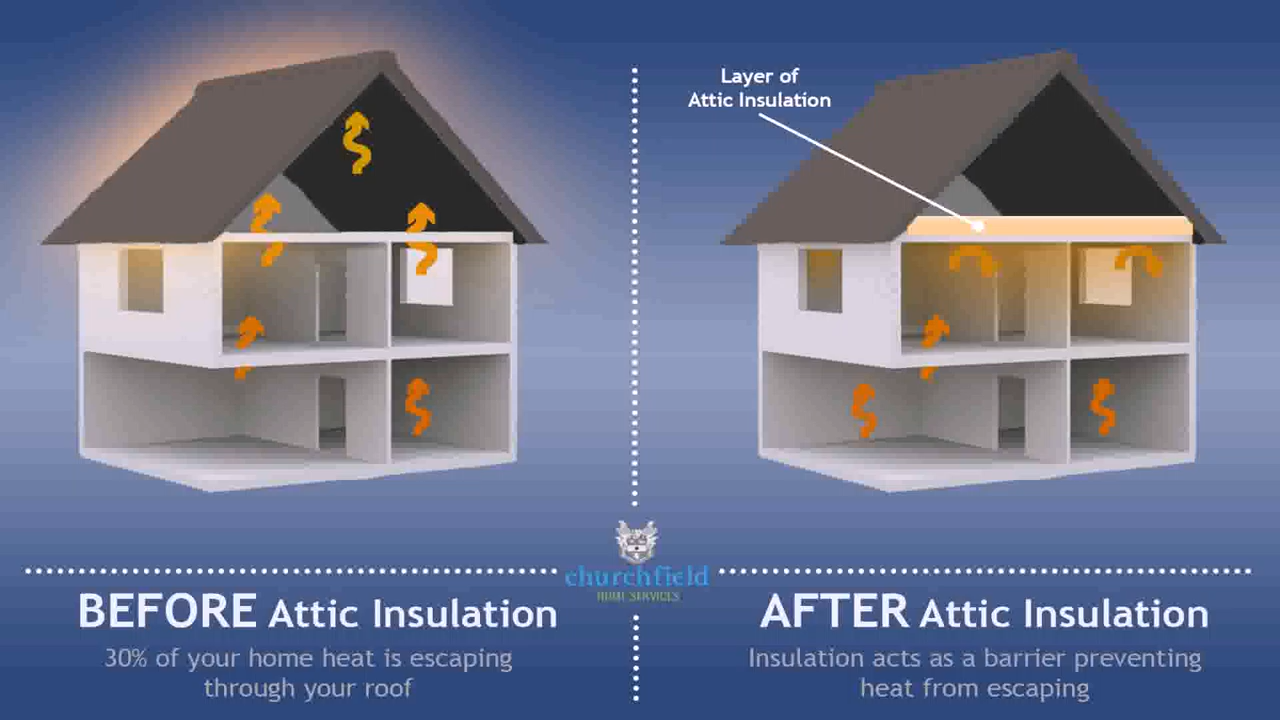 Layer of
Attic Insulation
churchfield
HOME SERVICES
BEFORE Attic Insulation
30% of your home heat is escaping
through your roof
AFTER Attic Insulation
Insulation acts as a barrier preventing
heat from escaping